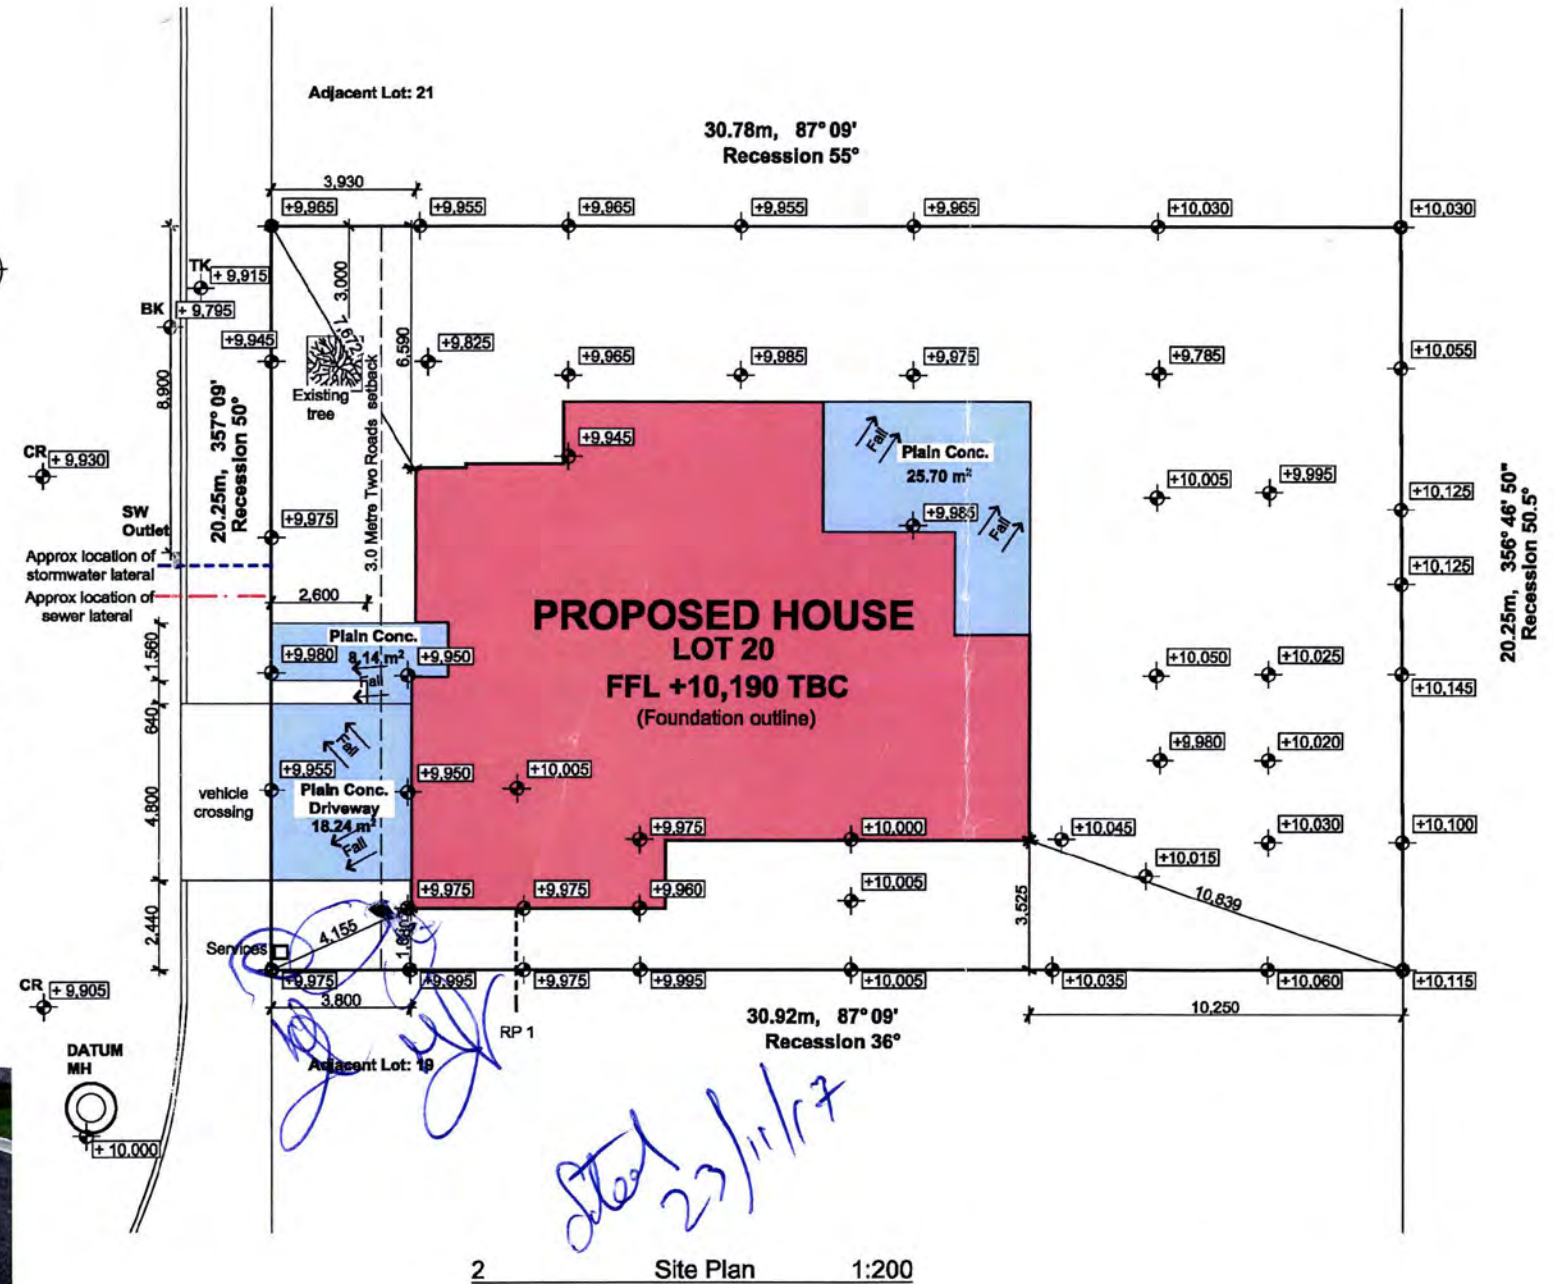 Adjacent Lot: 21
30.78m, 87° 09'
Recession 55°
3,930
+9,965
+9,955
+9,965
+9,955
+9,965
+10,030
+10,030
TK
+ 9,915
BK
+ 9,795
3,000
7,672
6,590
8,900
+9,945
Existing
tree
3.0 Metre Two Roads setback
+9,825
+9,965
+9,985
+9,975
+9,785
+10,055
20.25m, 357° 09'
Recession 50°
CR
+ 9,930
+9,945
Fall
Plain Conc.
25.70 m²
+9,985
Fall
+10,005
+9,995
+10,125
20.25m, 356° 46' 50"
Recession 50.5°
SW
Outlet
+9,975
Approx location of
stormwater lateral
Approx location of
sewer lateral
2,600
+10,125
PROPOSED HOUSE
LOT 20
FFL +10,190 TBC
(Foundation outline)
1,560
Plain Conc.
8.14 m²
+9,980
+9,950
Fall
+10,050
+10,025
+10,145
640
Fall
+9,980
+10,020
vehicle
crossing
4,800
+9,955
Plain Conc.
Driveway
18.24 m²
Fall
+9,950
+10,005
+9,975
+10,000
+10,045
+10,030
+10,100
+10,015
10,839
2,440
+9,975
+9,975
+9,960
+10,005
3,525
Services
4,155
+9,975
+9,995
+9,975
+9,995
+10,005
+10,035
+10,060
+10,115
3,800
10,250
CR
+ 9,905
RP 1
30.92m, 87° 09'
Recession 36°
Adjacent Lot: 19
DATUM
MH
+ 10.000
23/11/17
2 Site Plan 1:200